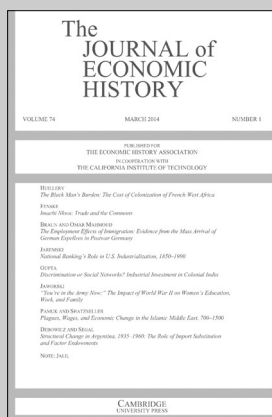 The
JOURNAL of
ECONOMIC
HISTORY
VOLUME 74 MARCH 2014 NUMBER 1
PUBLISHED FOR
THE ECONOMIC HISTORY ASSOCIATION
IN COOPERATION WITH
THE CALIFORNIA INSTITUTE OF TECHNOLOGY
HUILLERY
The Black Man's Burden: The Cost of Colonization of French West Africa
FENSKE
Imachi Nkwu: Trade and the Commons
BRAUN AND OMAR MAHMOUD
The Employment Effects of Immigration: Evidence from the Mass Arrival of
German Expellees in Postwar Germany
JAREMSKI
National Banking's Role in U.S. Industrialization, 1850–1900
GUPTA
Discrimination or Social Networks? Industrial Investment in Colonial India
JAWORSKI
"You're in the Army Now:" The Impact of World War II on Women's Education,
Work, and Family
PAMUK AND SHATZMILLER
Plagues, Wages, and Economic Change in the Islamic Middle East, 700–1500
DEBOWICZ AND SEGAL
Structural Change in Argentina, 1935–1960: The Role of Import Substitution
and Factor Endowments
NOTE: JALIL
CAMBRIDGE
UNIVERSITY PRESS